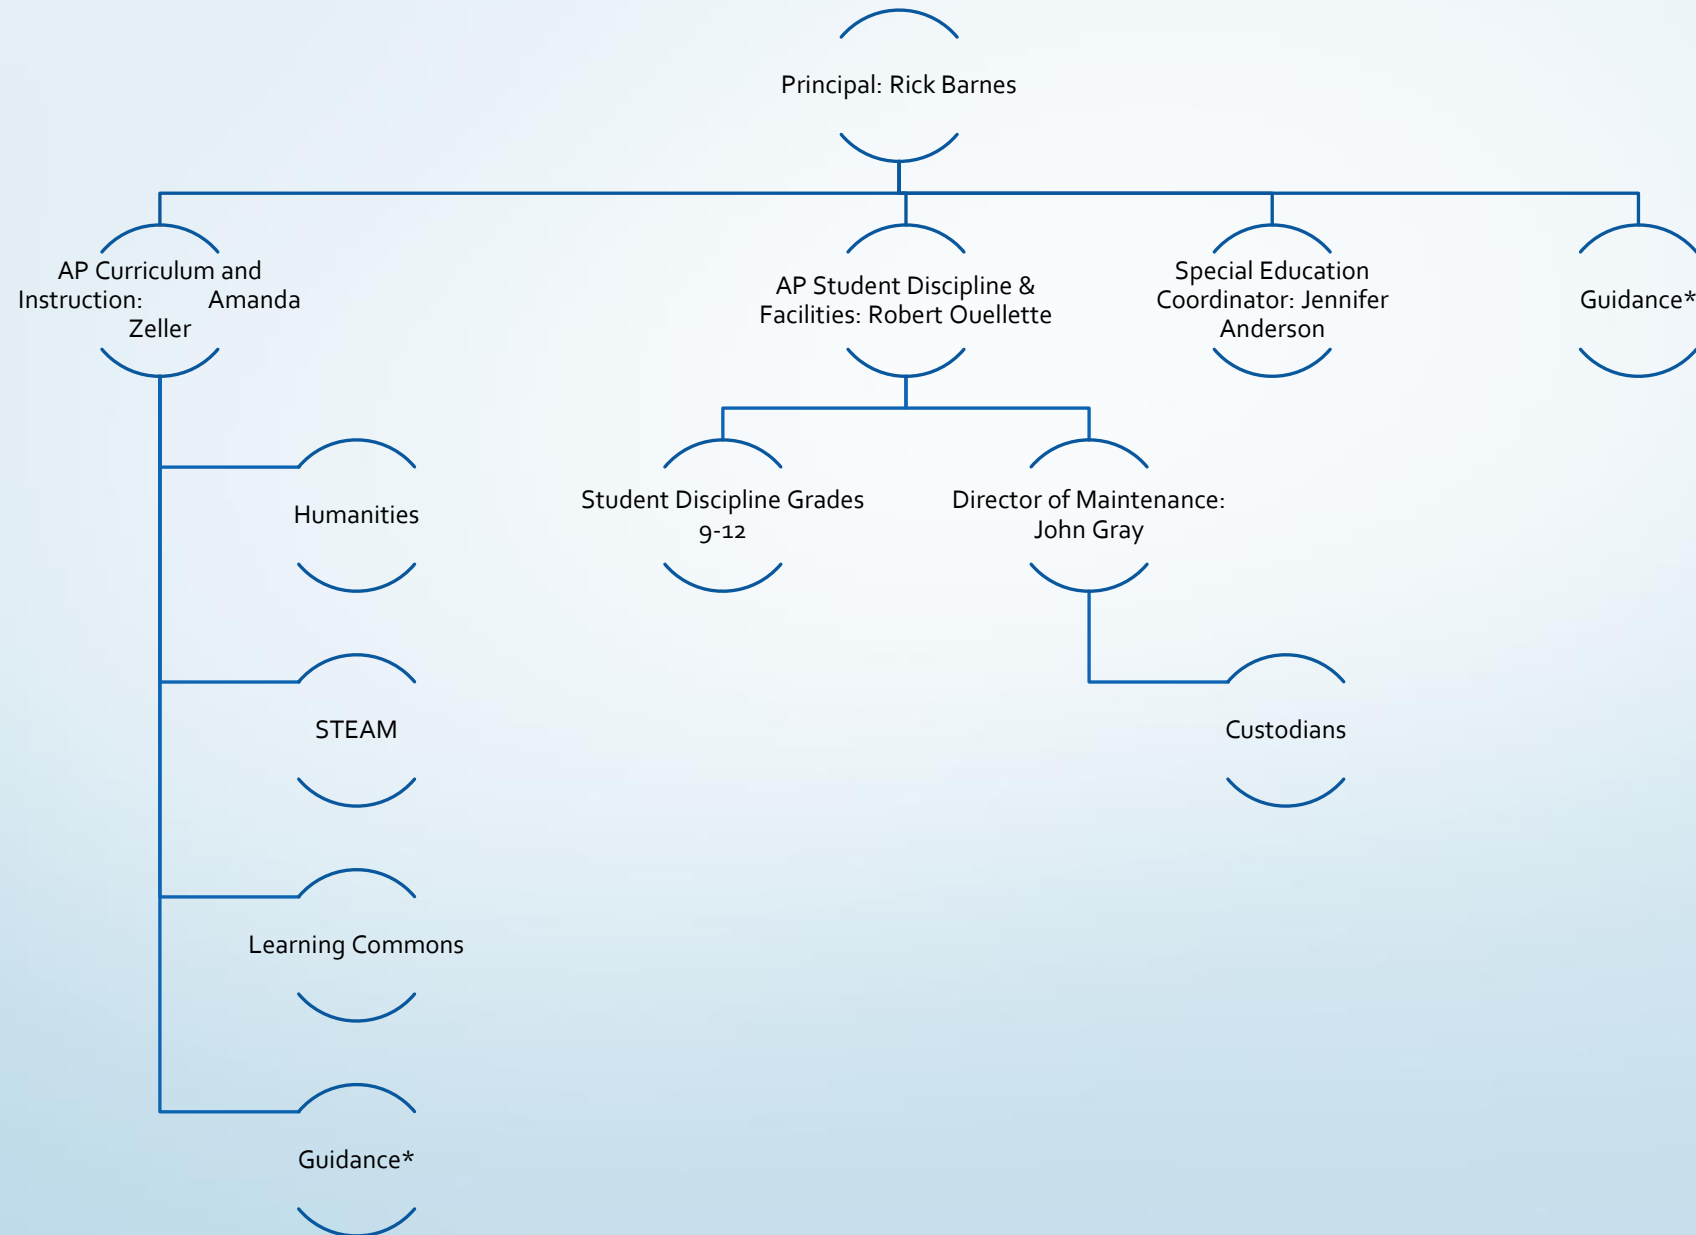 Principal: Rick Barnes
AP Curriculum and
Instruction: Amanda
Zeller
AP Student Discipline &
Facilities: Robert Ouellette
Special Education
Coordinator: Jennifer
Anderson
Guidance*
Humanities
Student Discipline Grades
9-12
Director of Maintenance:
John Gray
STEAM
Custodians
Learning Commons
Guidance*